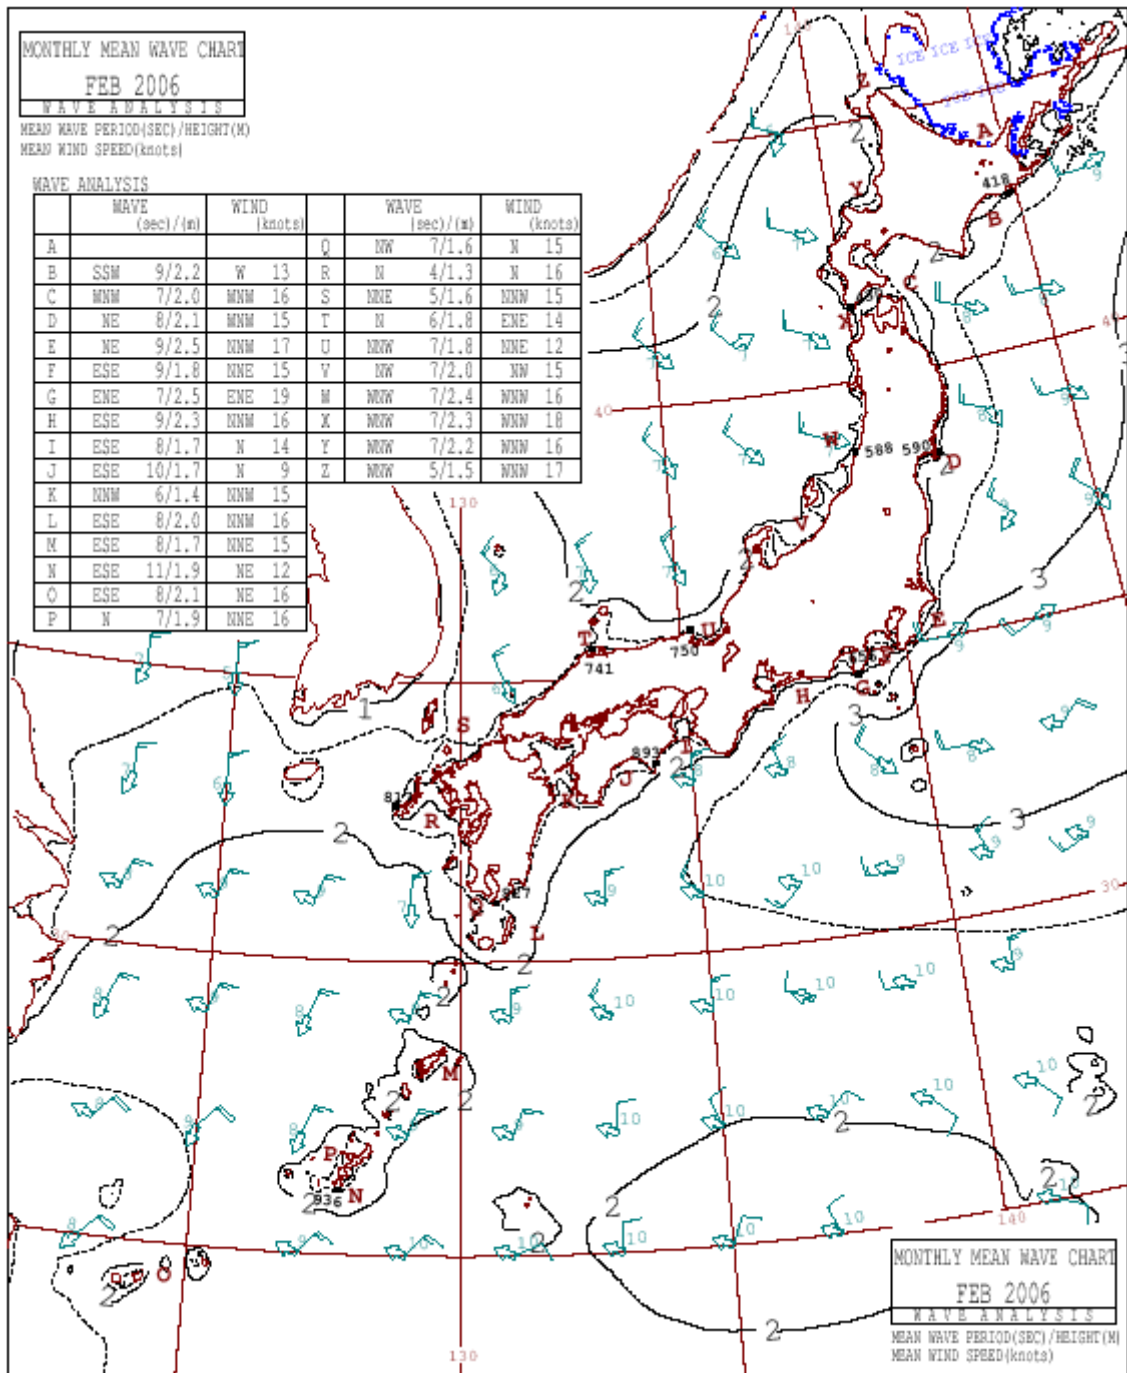 MONTHLY MEAN WAVE CHART
FEB 2006
WAVE ANALYSIS
MEAN WAVE PERIOD(SEC)/HEIGHT(M)
MEAN WIND SPEED(knots)
WAVE ANALYSIS
WAVE (sec)/(m) WIND (knots) WAVE (sec)/(m) WIND (knots)
A Q NW 7/1.6 N 15
B SSW 9/2.2 W 13 R N 4/1.3 N 16
C WNW 7/2.0 WNW 16 S NNE 5/1.6 NNW 15
D NE 8/2.1 WNW 15 T N 6/1.8 ENE 14
E NE 9/2.5 NNW 17 U NNW 7/1.8 NNE 12
F ESE 9/1.8 NNE 15 V NW 7/2.0 NW 15
G ENE 7/2.5 ENE 19 W WNW 7/2.4 WNW 16
H ESE 9/2.3 NNW 16 X WNW 7/2.3 WNW 18
I ESE 8/1.7 N 14 Y WNW 7/2.2 WNW 16
J ESE 10/1.7 N 9 Z WNW 5/1.5 WNW 17
K NNW 6/1.4 NNW 15
L ESE 8/2.0 NNW 16
M ESE 8/1.7 NNE 15
N ESE 11/1.9 NE 12
O ESE 8/2.1 NE 16
P N 7/1.9 NNE 16
ICE ICE ICE
Z
A
418
Y
B
C
X
40
40
W
588 590
D
130
V
E
T
U
741
750
H
G
S
893
I
J
K
R
30
Q
L
M
P
N
936
O
140
130
MONTHLY MEAN WAVE CHART
FEB 2006
WAVE ANALYSIS
MEAN WAVE PERIOD(SEC)/HEIGHT(M)
MEAN WIND SPEED(knots)